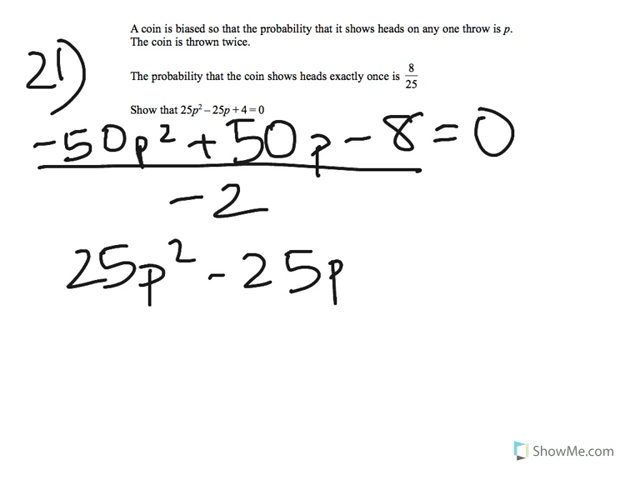 A coin is biased so that the probability that it shows heads on any one throw is p.
The coin is thrown twice.
21)
The probability that the coin shows heads exactly once is 8/25
Show that 25p² – 25p + 4 = 0
-50p² + 50p - 8 = 0
-2
25p² - 25p
ShowMe.com